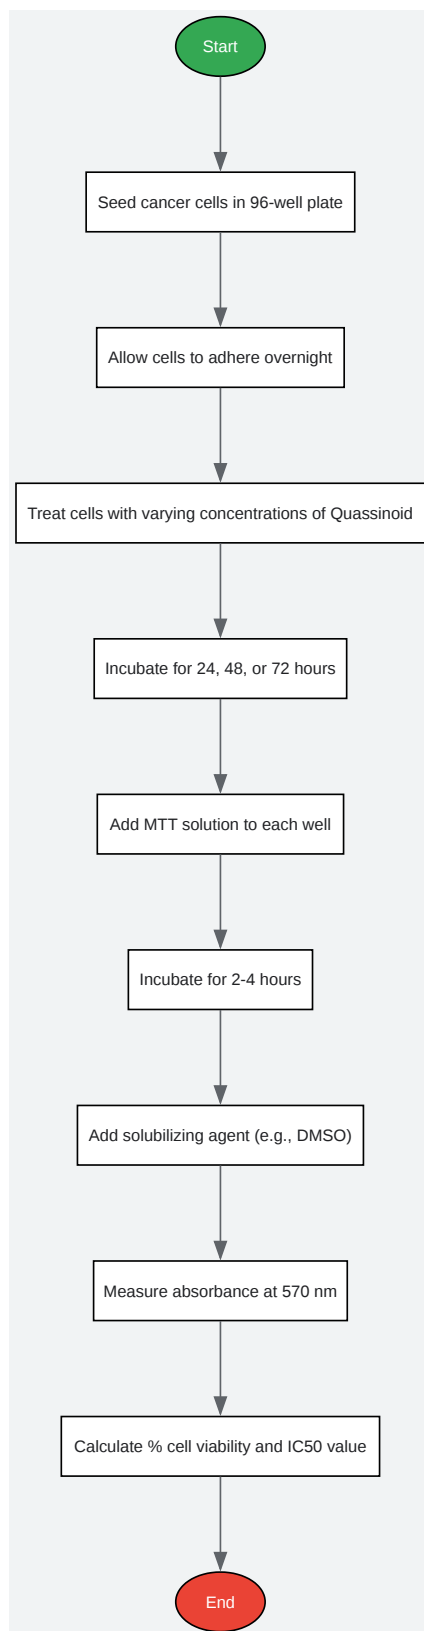 Start
Seed cancer cells in 96-well plate
Allow cells to adhere overnight
Treat cells with varying concentrations of Quassinoid
Incubate for 24, 48, or 72 hours
Add MTT solution to each well
Incubate for 2-4 hours
Add solubilizing agent (e.g., DMSO)
Measure absorbance at 570 nm
Calculate % cell viability and IC50 value
End